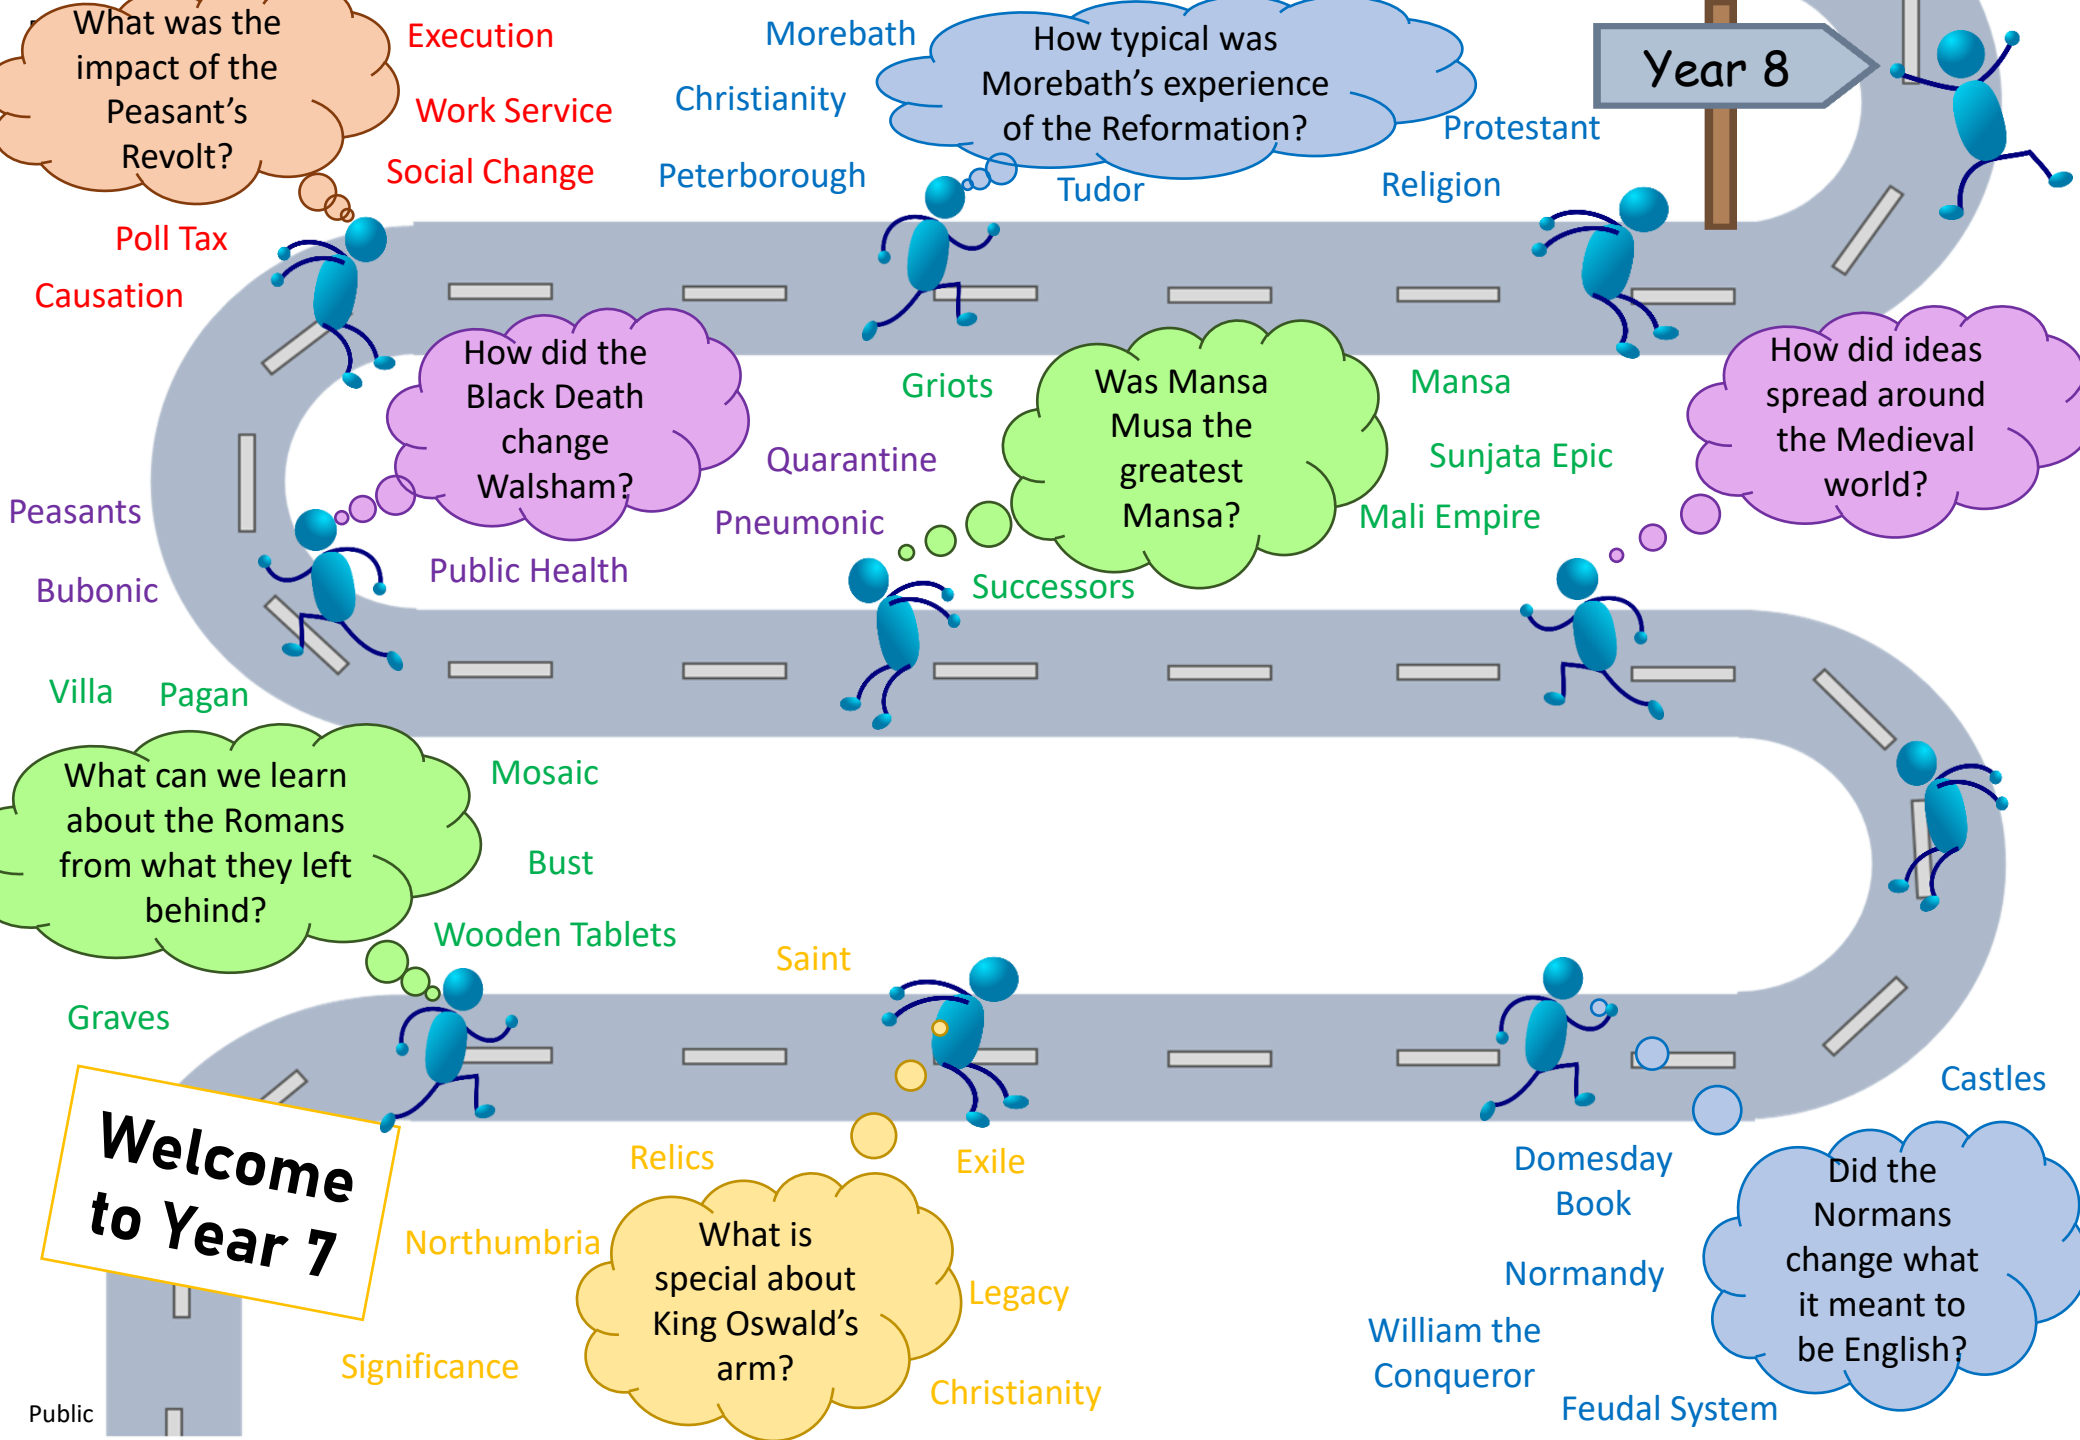 What was the
impact of the
Peasant's
Revolt?
Execution
Work Service
Social Change
Poll Tax
Causation
Morebath
Christianity
Peterborough
How typical was
Morebath's experience
of the Reformation?
Tudor
Protestant
Religion
Year 8
How did the
Black Death
change
Walsham?
Quarantine
Pneumonic
Public Health
Peasants
Bubonic
Griots
Was Mansa
Musa the
greatest
Mansa?
Mansa
Sunjata Epic
Mali Empire
Successors
How did ideas
spread around
the Medieval
world?
Villa
Pagan
What can we learn
about the Romans
from what they left
behind?
Mosaic
Bust
Wooden Tablets
Graves
Saint
Welcome
to Year 7
Relics
Exile
Northumbria
What is
special about
King Oswald's
arm?
Legacy
Significance
Christianity
Castles
Domesday
Book
Normandy
William the
Conqueror
Feudal System
Did the
Normans
change what
it meant to
be English?
Public